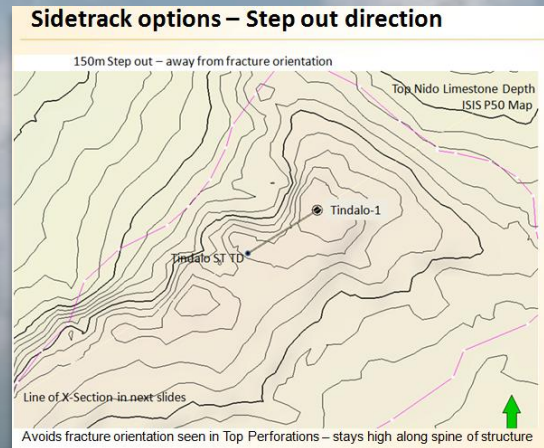 Sidetrack options – Step out direction
150m Step out – away from fracture orientation
Top Nido Limestone Depth
ISIS P50 Map
Tindalo-1
Tindalo ST TD
Line of X-Section in next slides
Avoids fracture orientation seen in Top Perforations – stays high along spine of structure